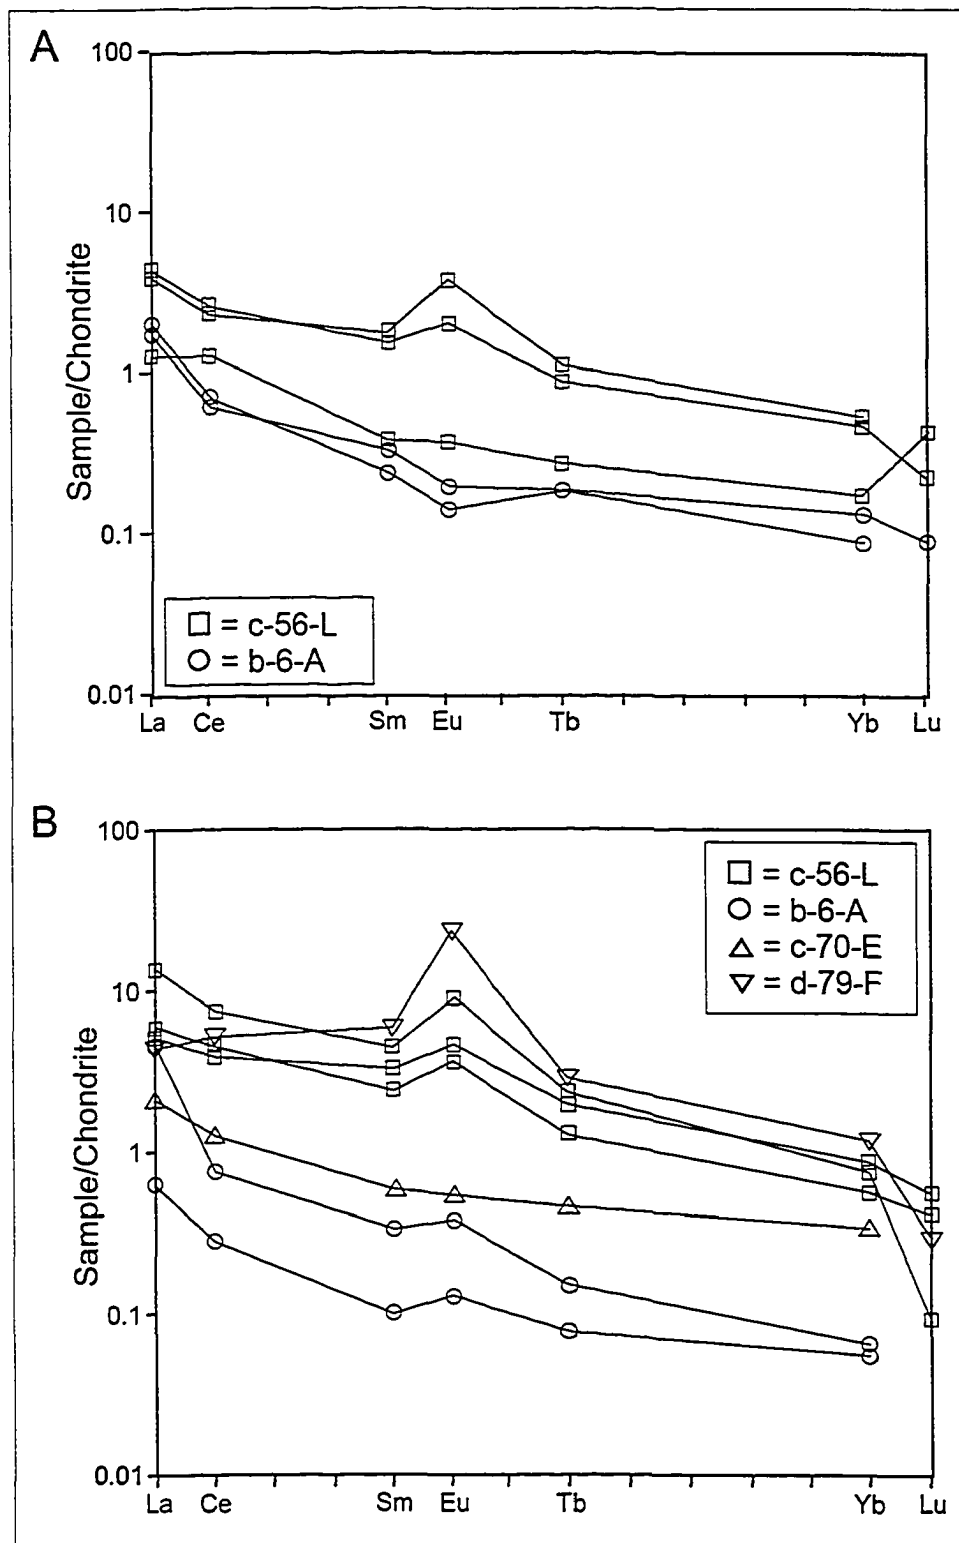 A
100
10
1
0.1
0.01
Sample/Chondrite
□ = c-56-L
○ = b-6-A
La Ce Sm Eu Tb Yb Lu
B
100
10
1
0.1
0.01
Sample/Chondrite
□ = c-56-L
○ = b-6-A
△ = c-70-E
▽ = d-79-F
La Ce Sm Eu Tb Yb Lu